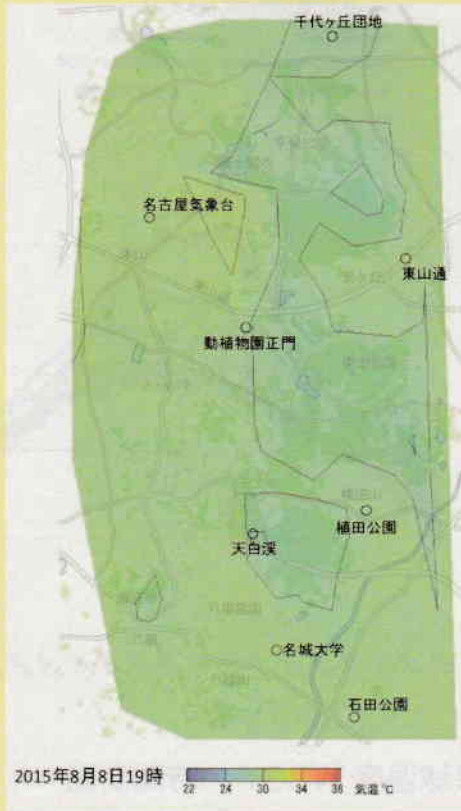 千代ヶ丘団地
名古屋気象台
東山通
動植物園正門
植田公園
天白渓
名城大学
石田公園
2015年8月8日19時
22 24 30 34 36 気温 ℃